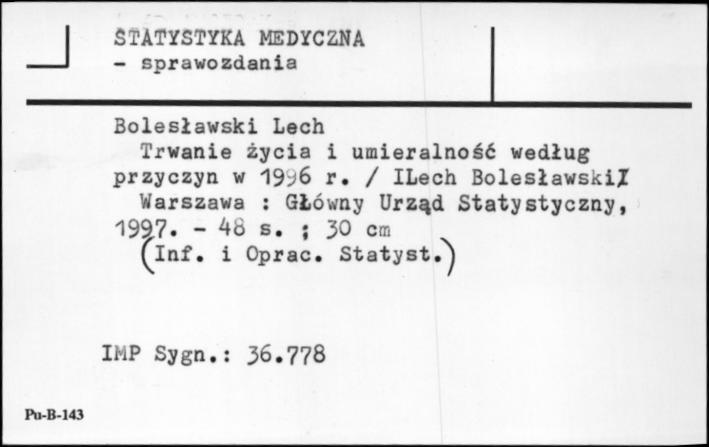 STATYSTYKA MEDYCZNA
- sprawozdania
Bolesławski Lech
Trwanie życia i umieralność według
przyczyn w 1996 r. / ILech BolesławskiI
Warszawa : Główny Urząd Statystyczny,
1997. - 48 s. ; 30 cm
(Inf. i Oprac. Statyst.)
IMP Sygn.: 36.778
Pu-B-143